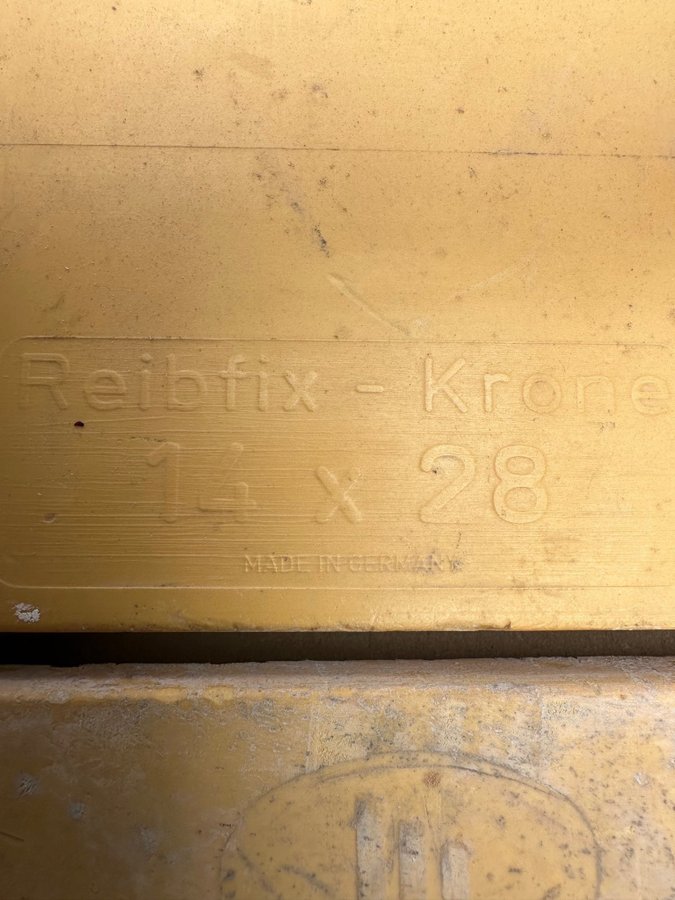 Reibfix - Krone
14 x 28
MADE IN GERMANY